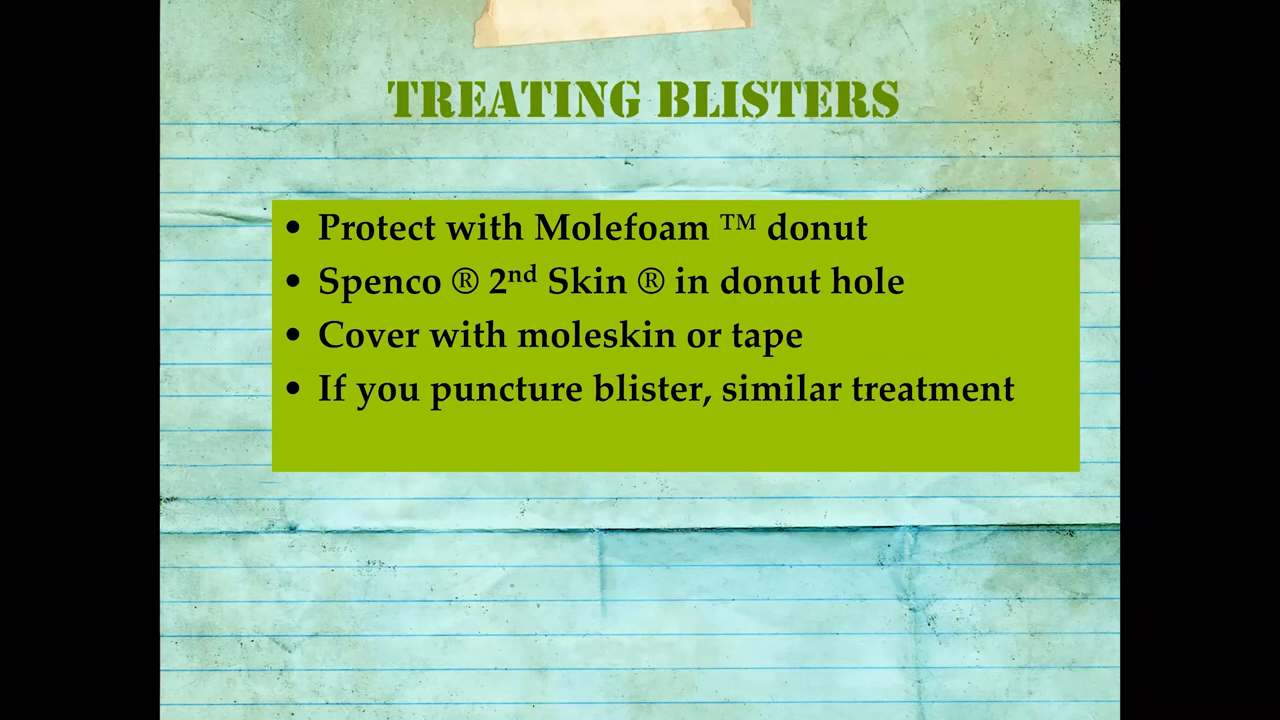 TREATING BLISTERS
• Protect with Molefoam ™ donut
• Spenco ® 2nd Skin ® in donut hole
• Cover with moleskin or tape
• If you puncture blister, similar treatment